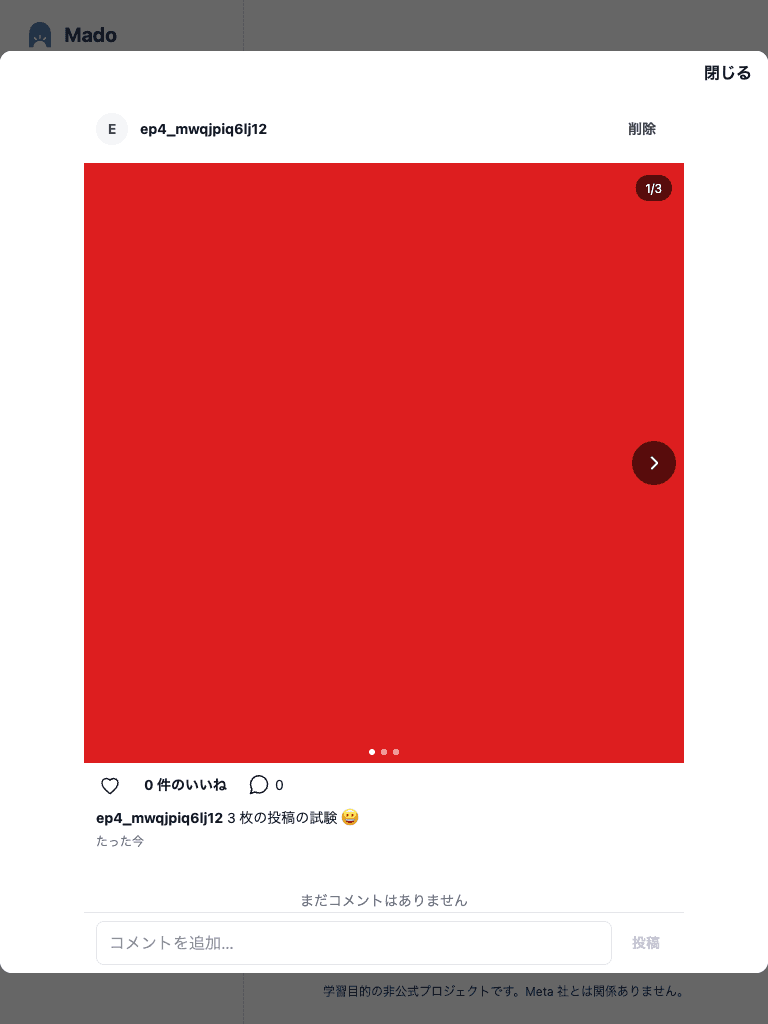 Mado
閉じる
E ep4_mwqjpiq6lj12 削除
1/3
0 件のいいね 0
ep4_mwqjpiq6lj12 3 枚の投稿の試験 😀
たった今
まだコメントはありません
コメントを追加... 投稿
学習目的の非公式プロジェクトです。Meta 社とは関係ありません。